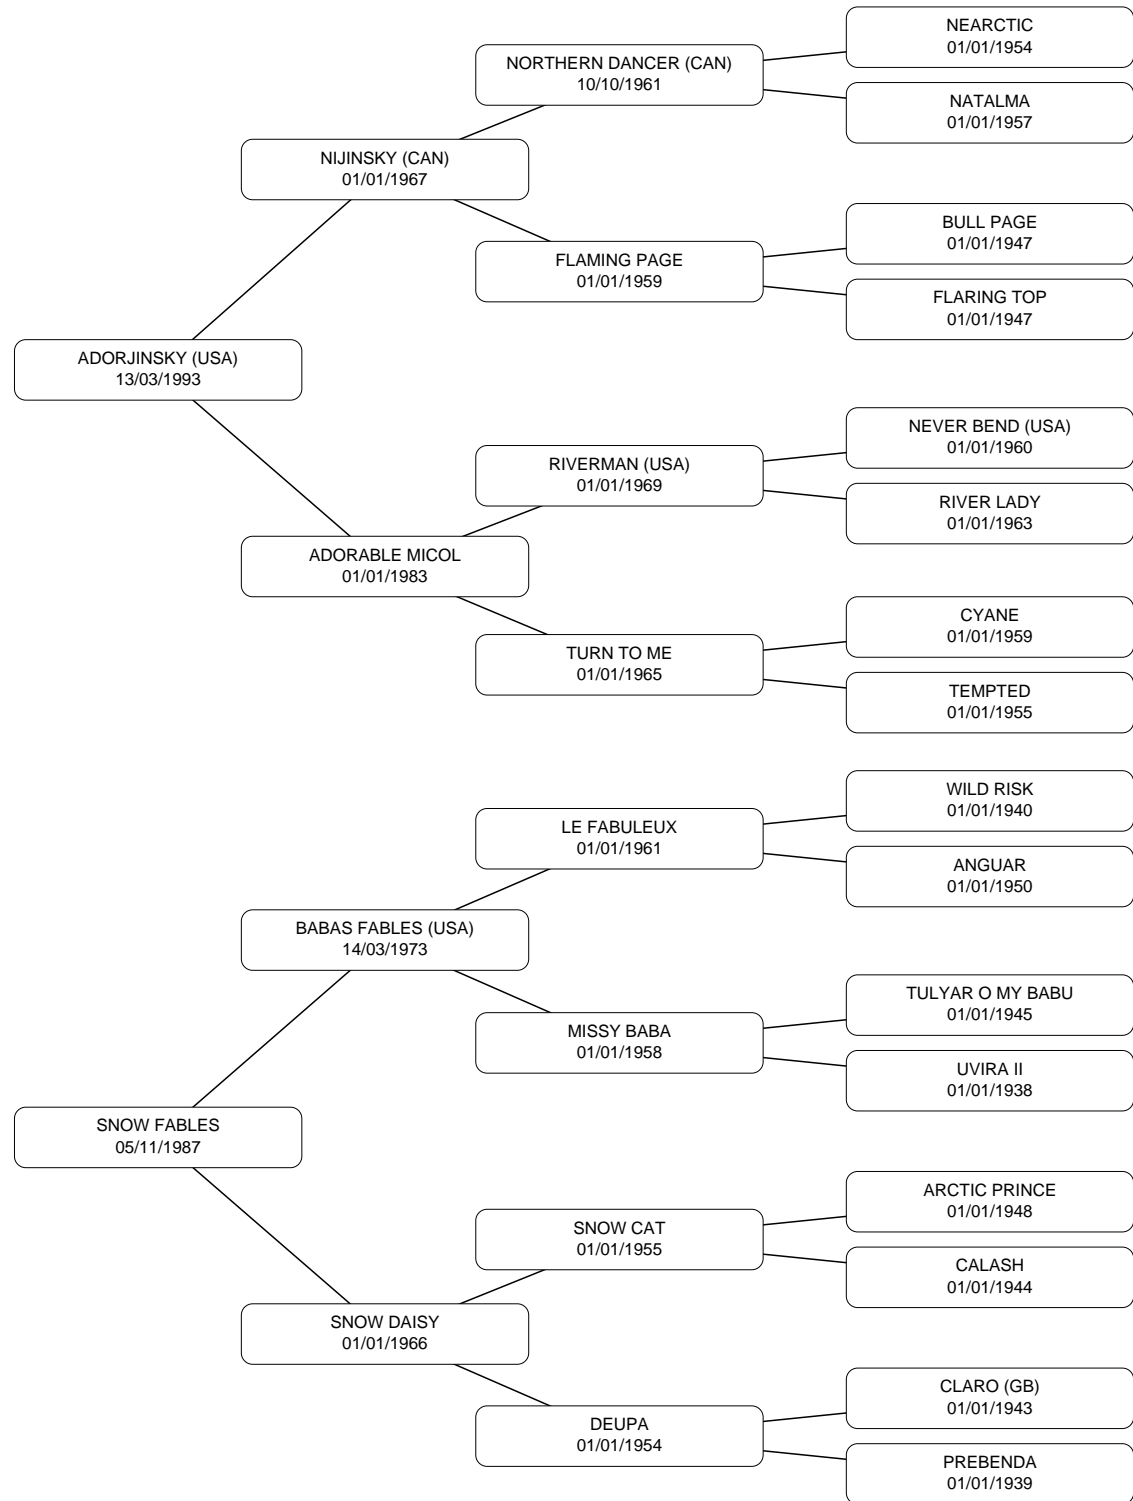 NEARCTIC
01/01/1954
NORTHERN DANCER (CAN)
10/10/1961
NATALMA
01/01/1957
NIJINSKY (CAN)
01/01/1967
BULL PAGE
01/01/1947
FLAMING PAGE
01/01/1959
FLARING TOP
01/01/1947
ADORJINSKY (USA)
13/03/1993
NEVER BEND (USA)
01/01/1960
RIVERMAN (USA)
01/01/1969
RIVER LADY
01/01/1963
ADORABLE MICOL
01/01/1983
CYANE
01/01/1959
TURN TO ME
01/01/1965
TEMPTED
01/01/1955
WILD RISK
01/01/1940
LE FABULEUX
01/01/1961
ANGUAR
01/01/1950
BABAS FABLES (USA)
14/03/1973
TULYAR O MY BABU
01/01/1945
MISSY BABA
01/01/1958
UVIRA II
01/01/1938
SNOW FABLES
05/11/1987
ARCTIC PRINCE
01/01/1948
SNOW CAT
01/01/1955
CALASH
01/01/1944
SNOW DAISY
01/01/1966
CLARO (GB)
01/01/1943
DEUPA
01/01/1954
PREBENDA
01/01/1939